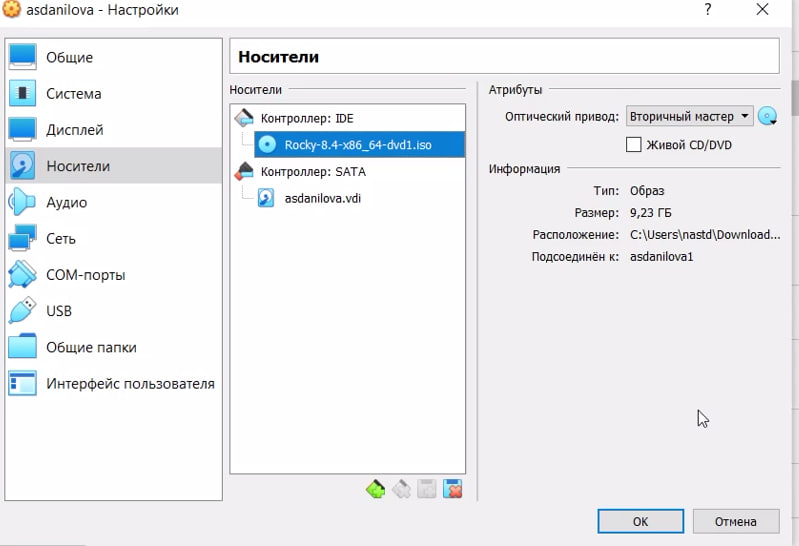 asdanilova - Настройки
?
Общие
Система
Дисплей
Носители
Аудио
Сеть
COM-порты
USB
Общие папки
Интерфейс пользователя
Носители
Носители
Контроллер: IDE
Rocky-8.4-x86_64-dvd1.iso
Контроллер: SATA
asdanilova.vdi
Атрибуты
Оптический привод: Вторичный мастер
Живой CD/DVD
Информация
Тип: Образ
Размер: 9,23 ГБ
Расположение: C:\Users\nastd\Download...
Подсоединён к: asdanilova1
OK
Отмена